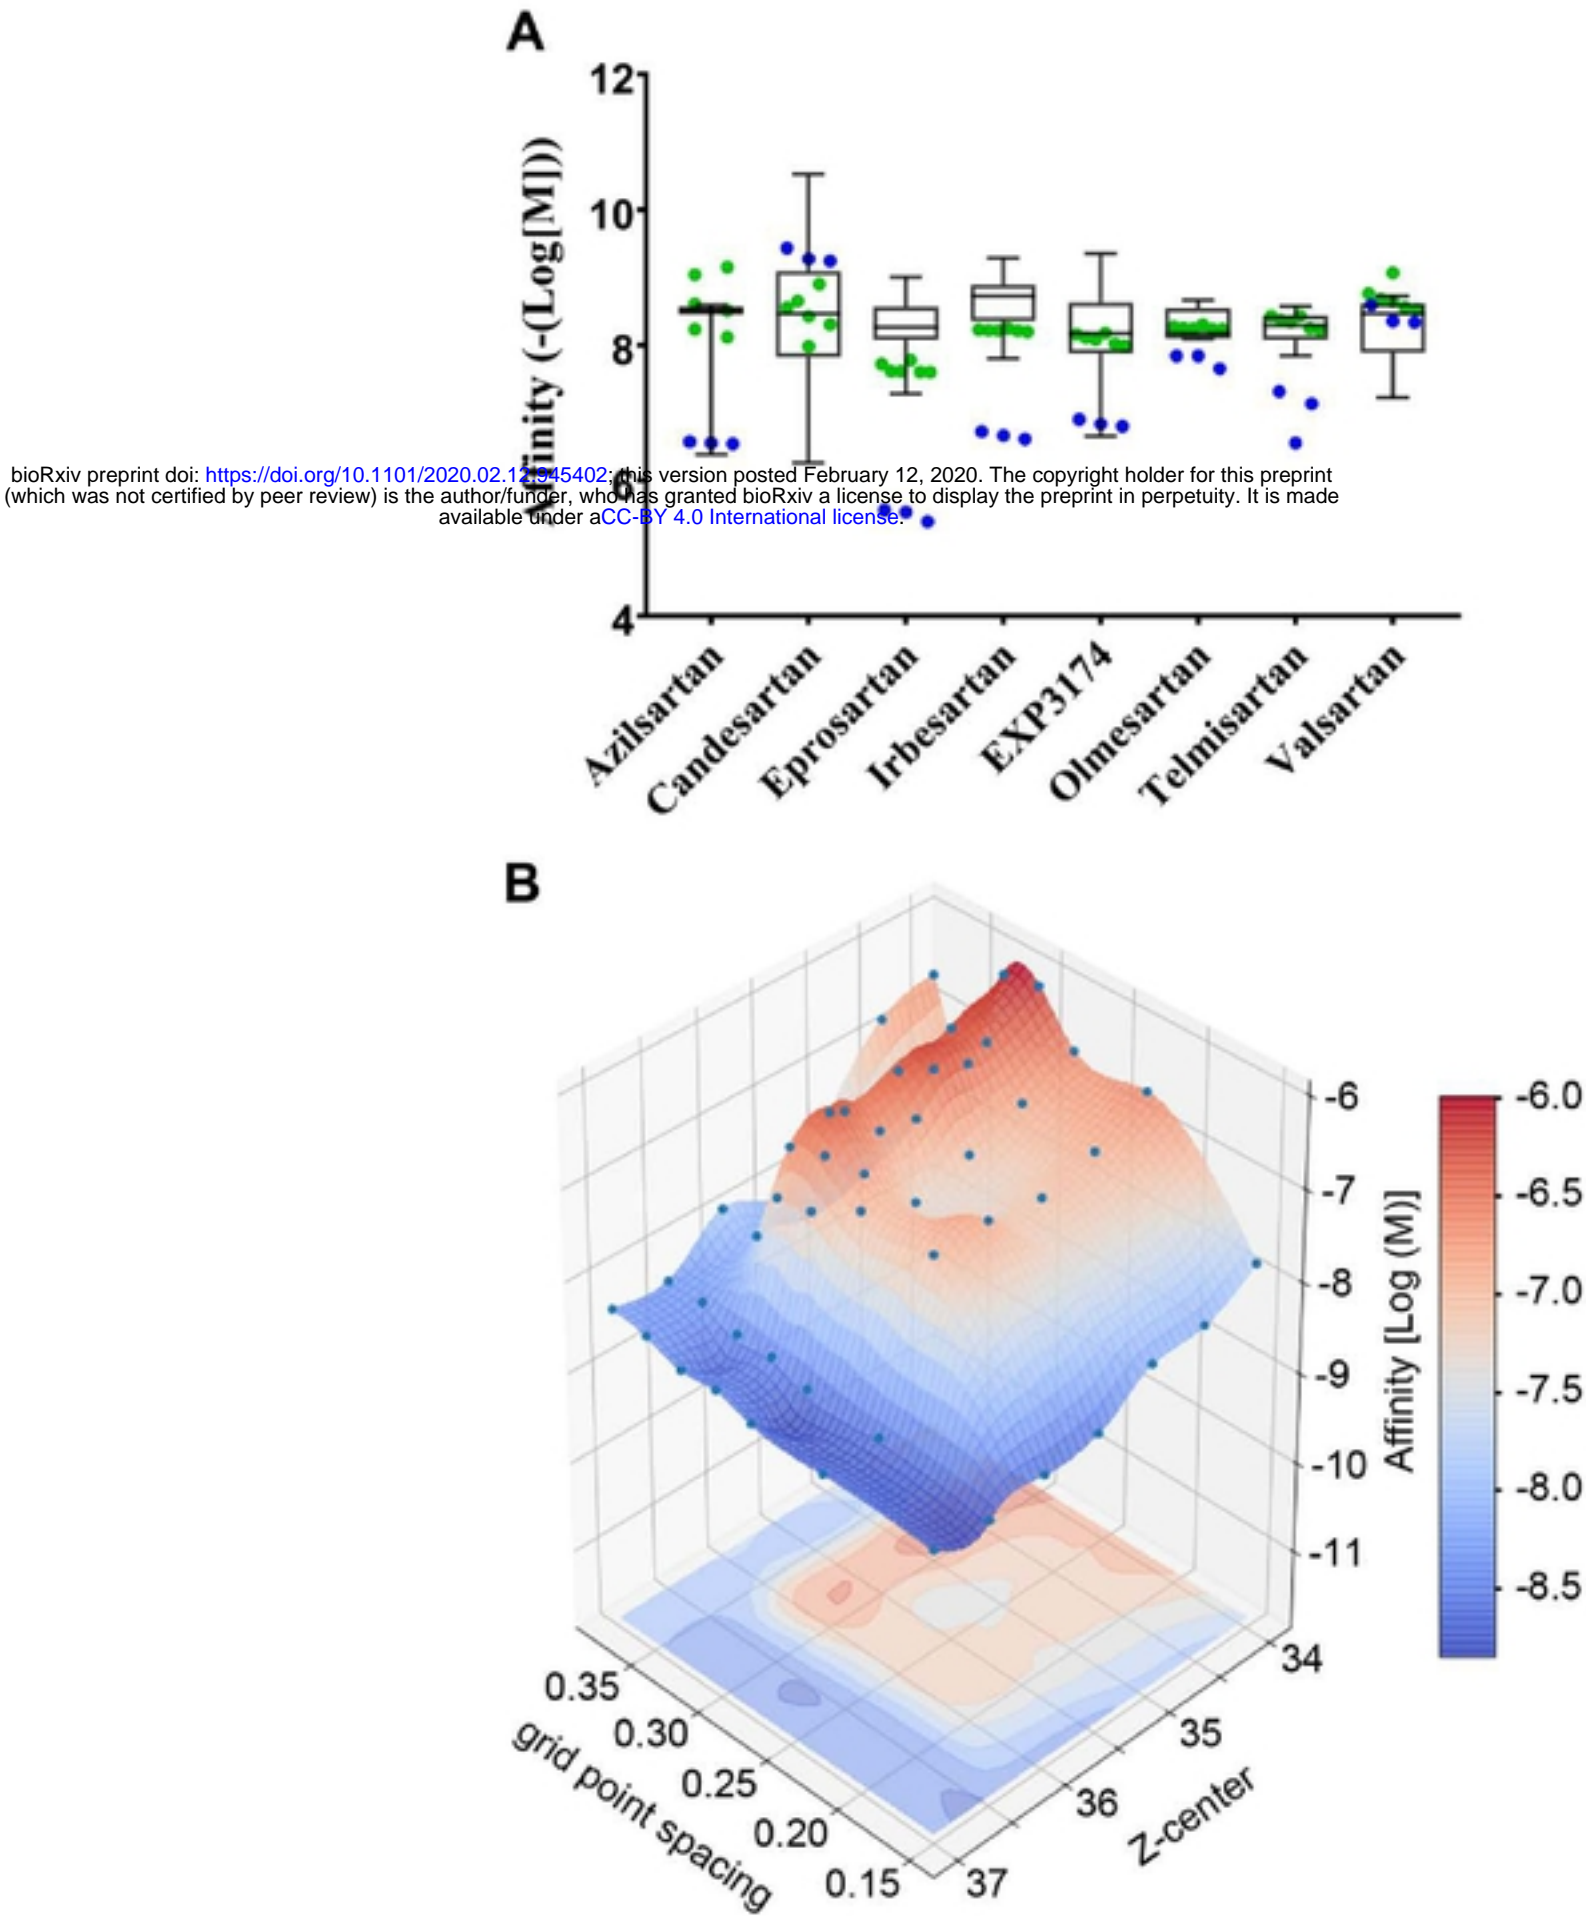 A
12
10
8
6
4
Affinity (-(Log[M]))
bioRxiv preprint doi: https://doi.org/10.1101/2020.02.12.945402; this version posted February 12, 2020. The copyright holder for this preprint
(which was not certified by peer review) is the author/funder, who has granted bioRxiv a license to display the preprint in perpetuity. It is made
available under aCC-BY 4.0 International license.
Azilsartan
Candesartan
Eprosartan
Irbesartan
EXP3174
Olmesartan
Telmisartan
Valsartan
B
-6
-7
-8
-9
-10
-11
Affinity [Log (M)]
-6.0
-6.5
-7.0
-7.5
-8.0
-8.5
0.35
0.30
0.25
0.20
0.15
grid point spacing
34
35
36
37
Z-center